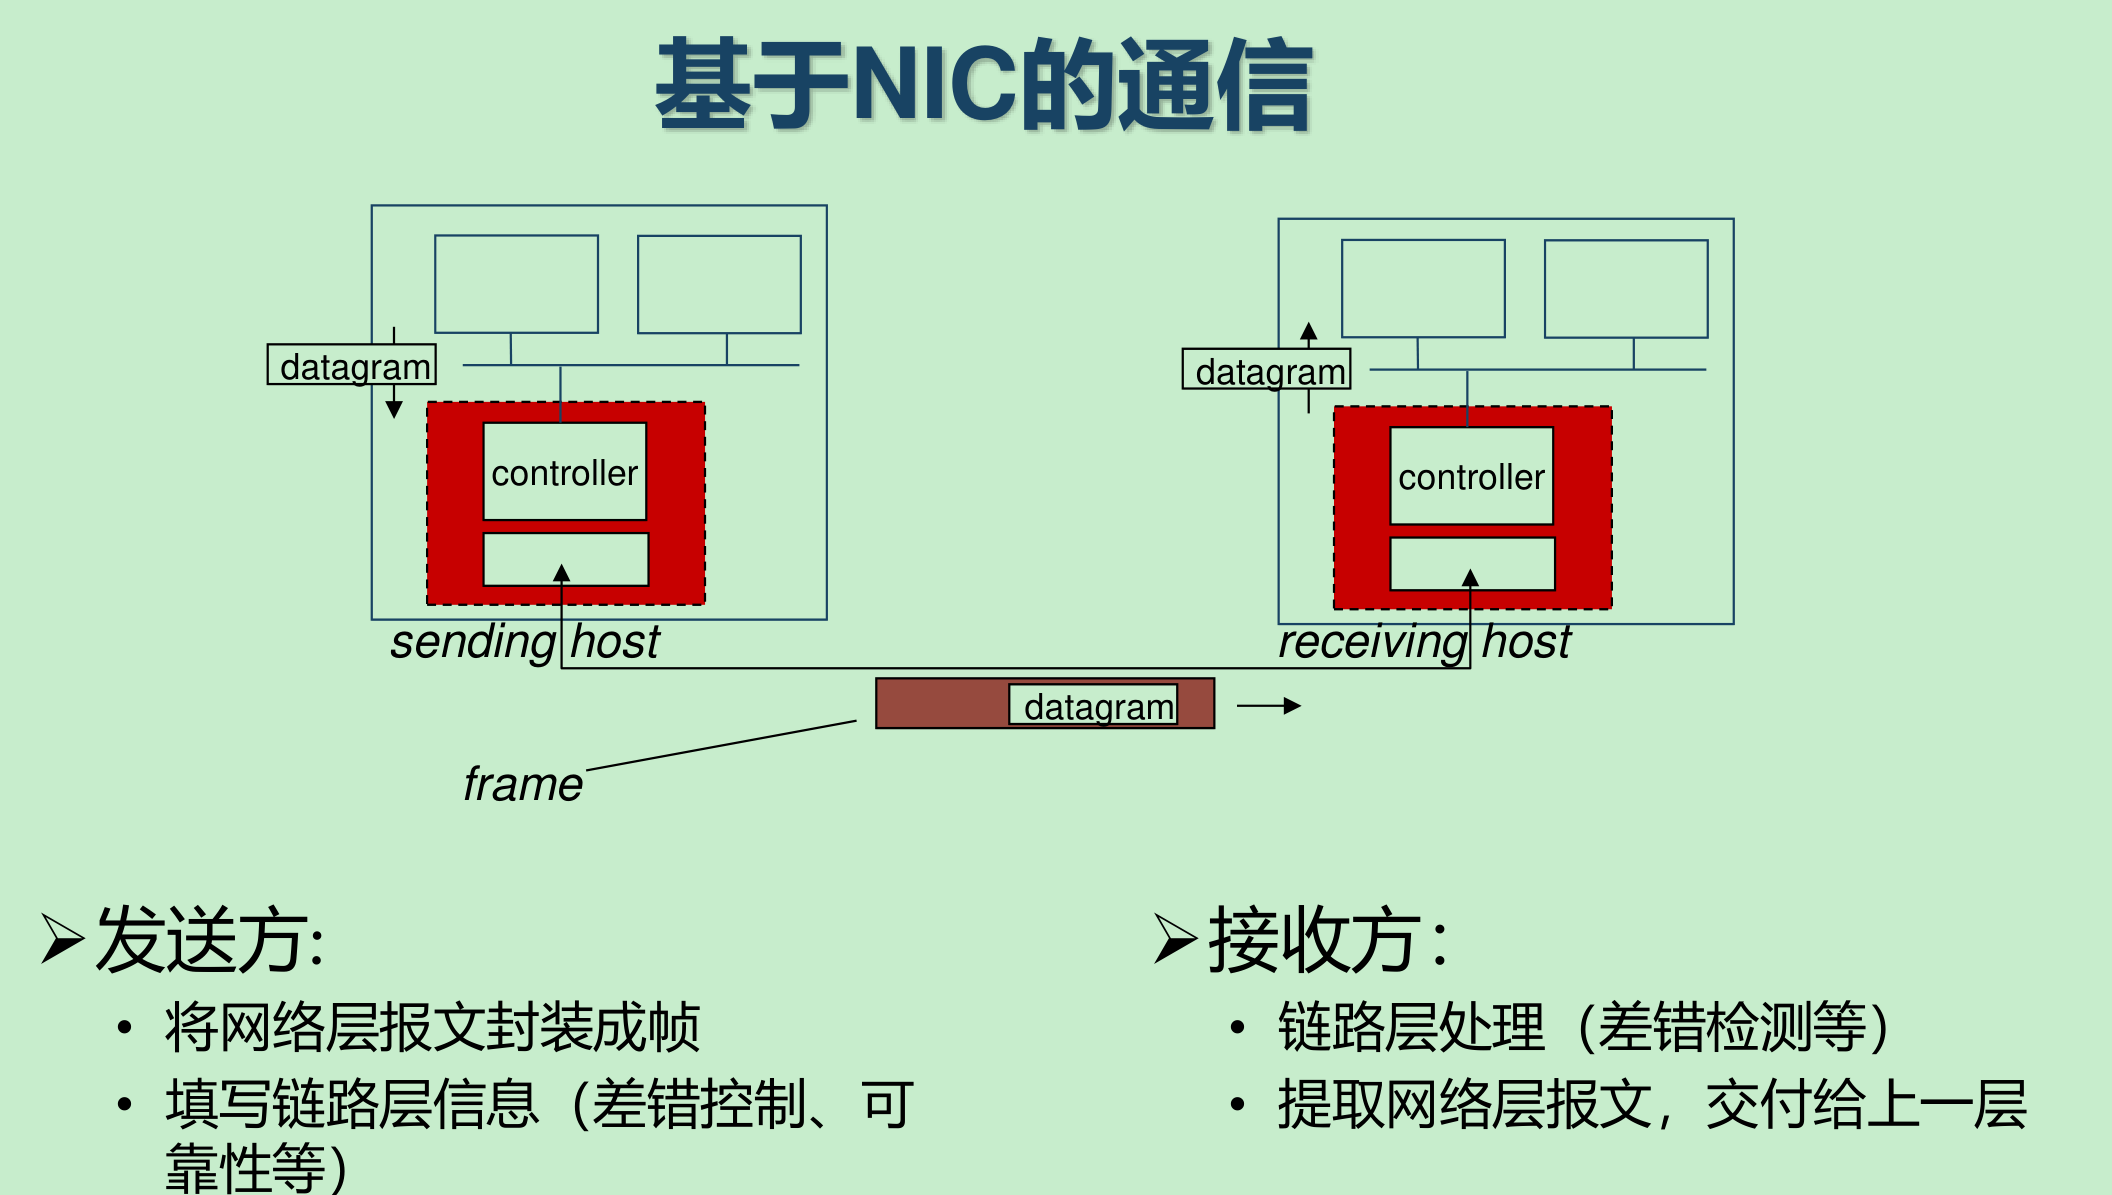 基于NIC的通信
datagram
datagram
controller
controller
sending host
receiving host
datagram
frame
发送方:
• 将网络层报文封装成帧
• 填写链路层信息（差错控制、可
靠性等）
接收方：
• 链路层处理（差错检测等）
• 提取网络层报文，交付给上一层